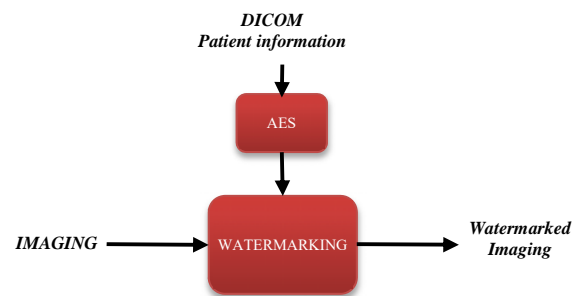 DICOM
Patient information
AES
IMAGING
WATERMARKING
Watermarked
Imaging